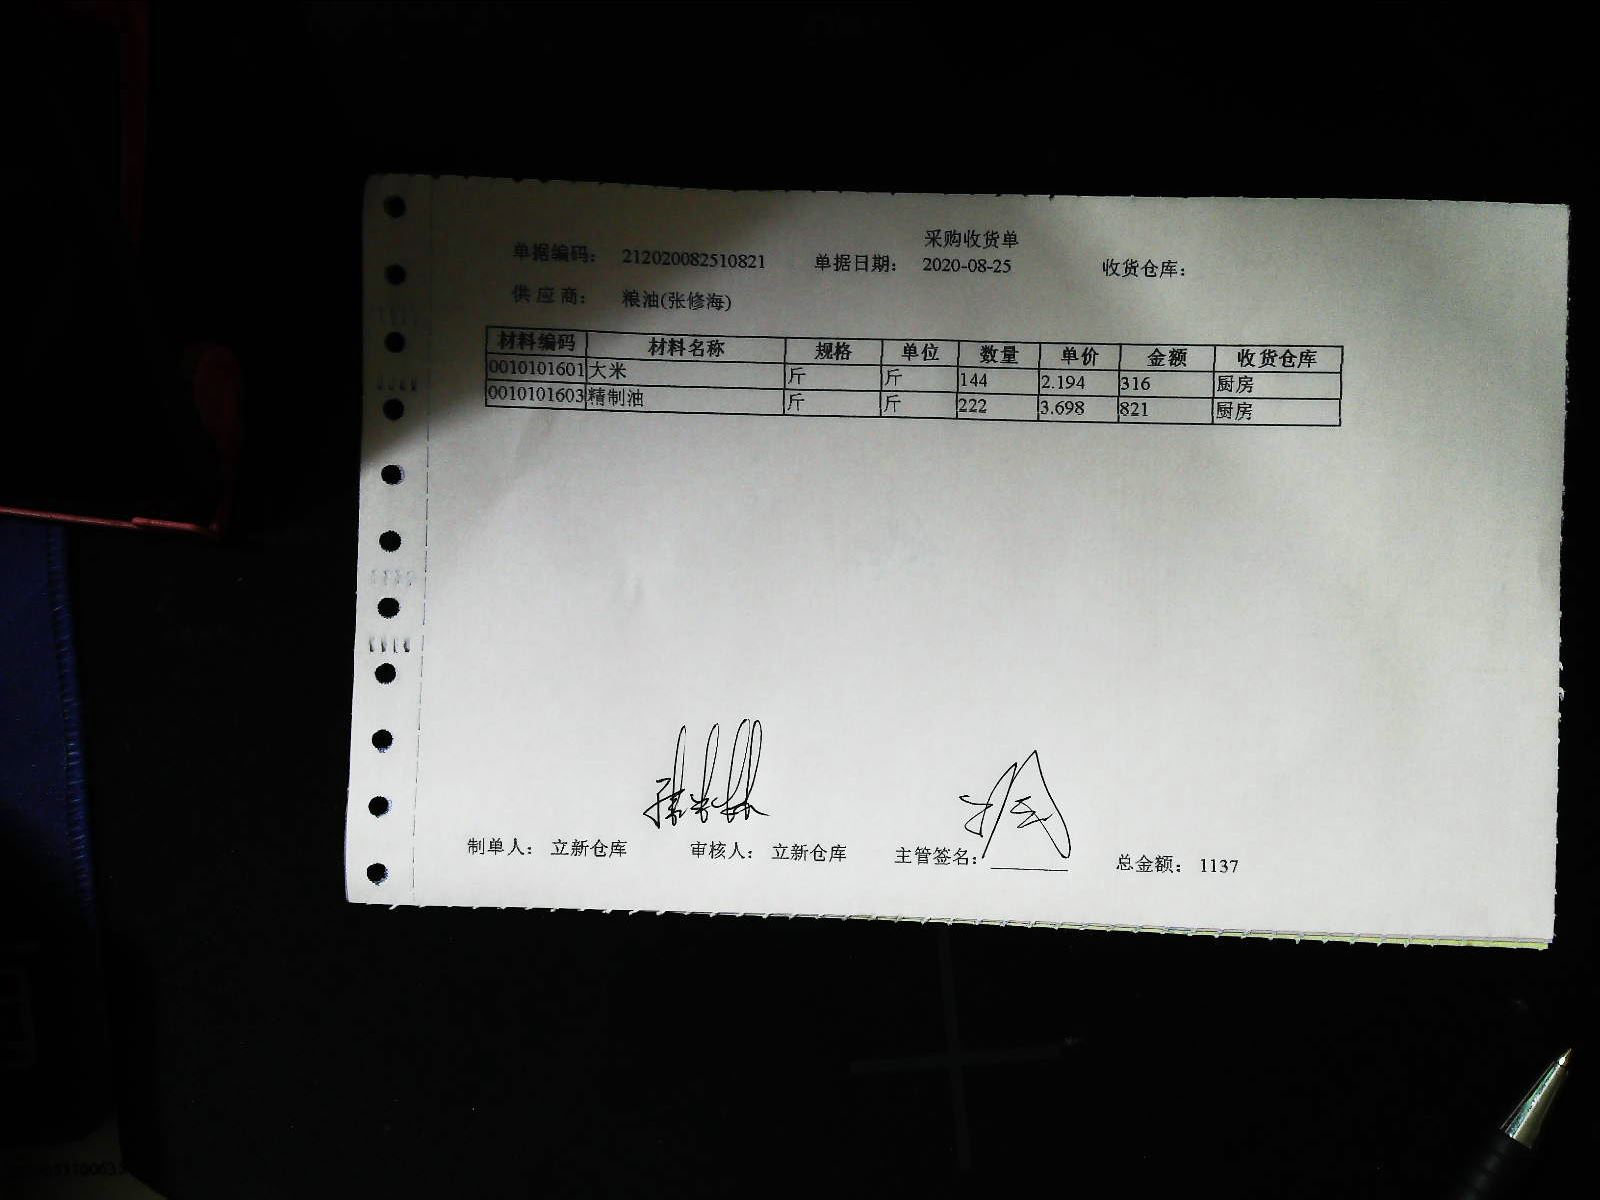 采购收货单
单据编码： 212020082510821 单据日期： 2020-08-25 收货仓库：
供 应 商： 粮油(张修海)
材料编码 材料名称 规格 单位 数量 单价 金额 收货仓库
0010101601 大米 斤 斤 144 2.194 316 厨房
0010101603 精制油 斤 斤 222 3.698 821 厨房
制单人： 立新仓库 审核人： 立新仓库 主管签名： 总金额： 1137